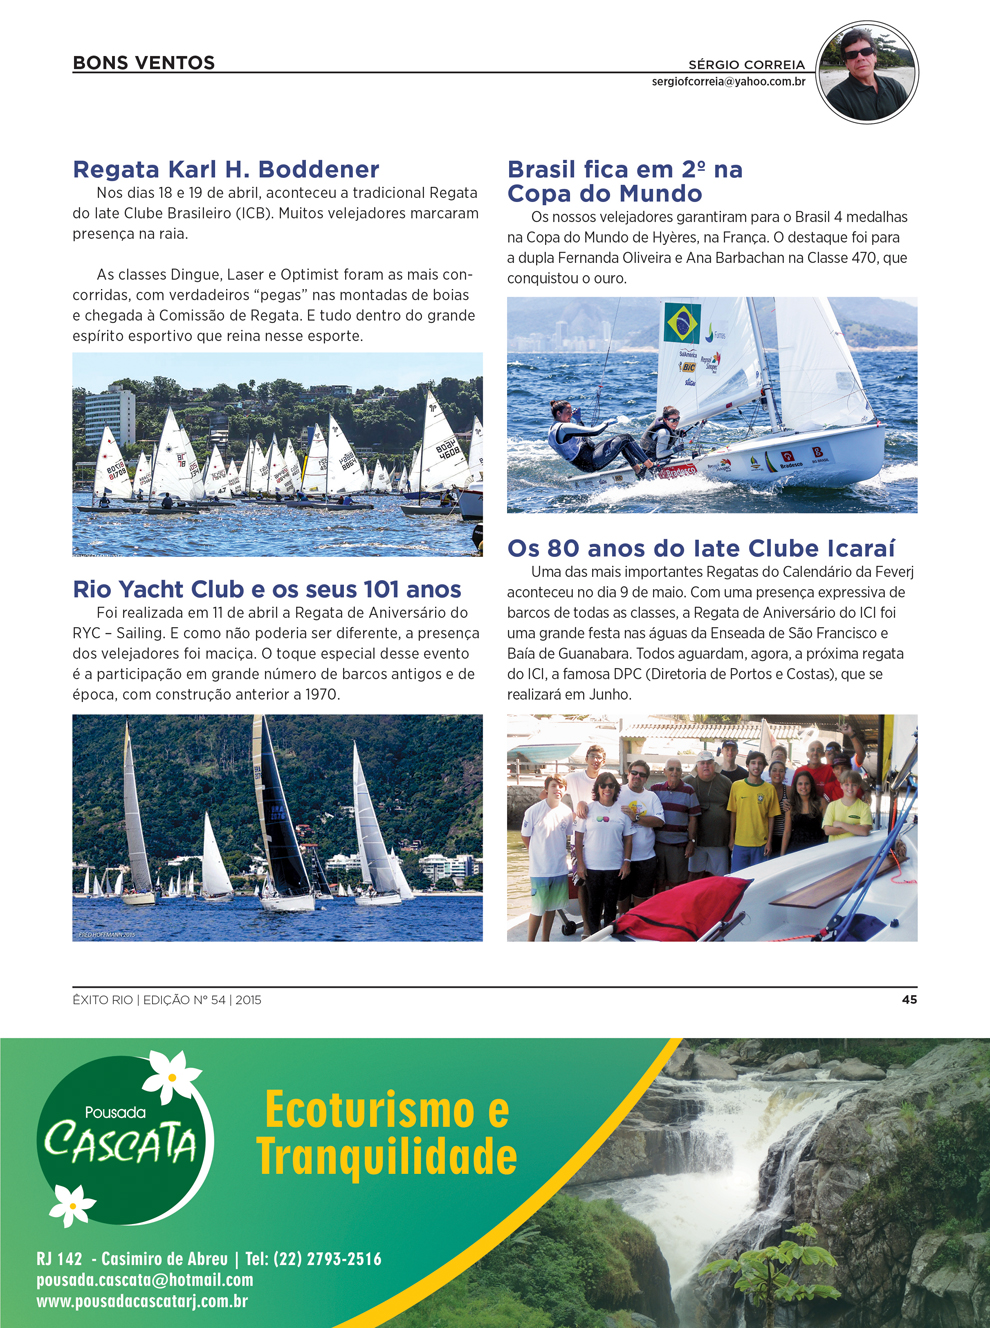 BONS VENTOS
SÉRGIO CORREIA
sergiofcorreia@yahoo.com.br
Regata Karl H. Boddener
Nos dias 18 e 19 de abril, aconteceu a tradicional Regata
do Iate Clube Brasileiro (ICB). Muitos velejadores marcaram
presença na raia.
As classes Dingue, Laser e Optimist foram as mais con-
corridas, com verdadeiros “pegas” nas montadas de boias
e chegada à Comissão de Regata. E tudo dentro do grande
espírito esportivo que reina nesse esporte.
Rio Yacht Club e os seus 101 anos
Foi realizada em 11 de abril a Regata de Aniversário do
RYC – Sailing. E como não poderia ser diferente, a presença
dos velejadores foi maciça. O toque especial desse evento
é a participação em grande número de barcos antigos e de
época, com construção anterior a 1970.
FRED HOFFMANN 2015
Brasil fica em 2º na
Copa do Mundo
Os nossos velejadores garantiram para o Brasil 4 medalhas
na Copa do Mundo de Hyères, na França. O destaque foi para
a dupla Fernanda Oliveira e Ana Barbachan na Classe 470, que
conquistou o ouro.
BIC
Bradesco
Bradesco
Os 80 anos do Iate Clube Icaraí
Uma das mais importantes Regatas do Calendário da Feverj
aconteceu no dia 9 de maio. Com uma presença expressiva de
barcos de todas as classes, a Regata de Aniversário do ICI foi
uma grande festa nas águas da Enseada de São Francisco e
Baía de Guanabara. Todos aguardam, agora, a próxima regata
do ICI, a famosa DPC (Diretoria de Portos e Costas), que se
realizará em Junho.
ÊXITO RIO | EDIÇÃO Nº 54 | 2015
45
Pousada
CASCATA
Ecoturismo e
Tranquilidade
RJ 142 - Casimiro de Abreu | Tel: (22) 2793-2516
pousada.cascata@hotmail.com
www.pousadacascatarj.com.br